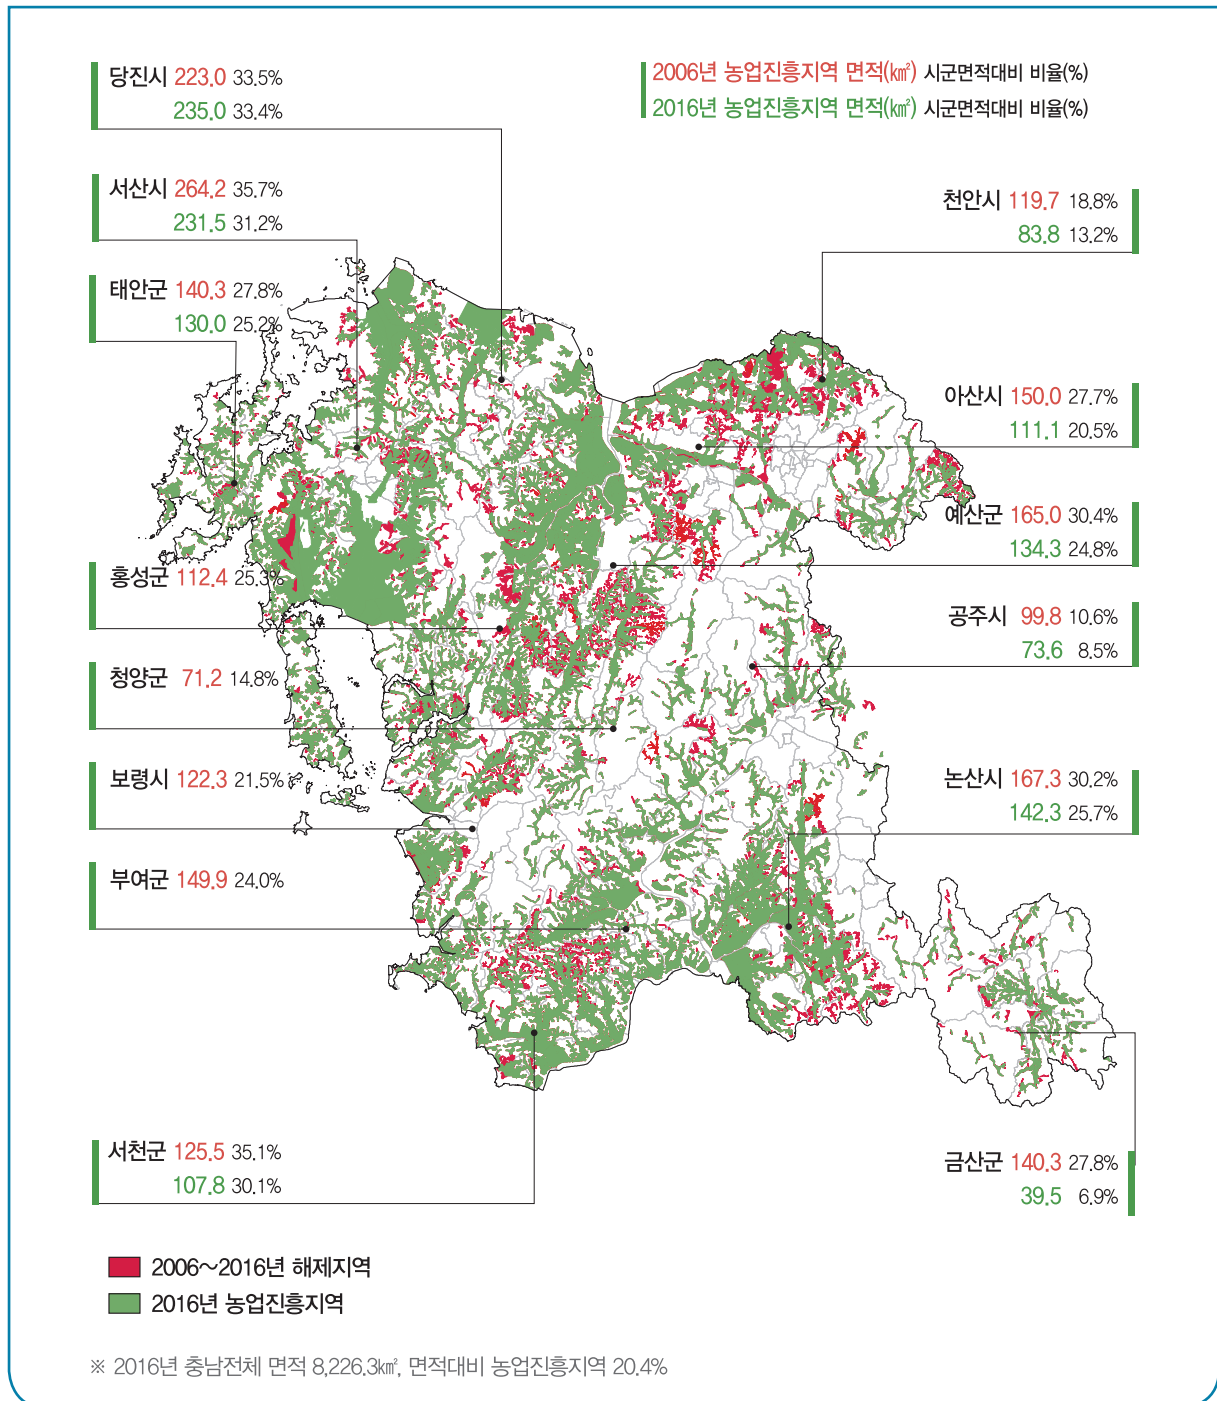 당진시 223.0 33.5%
235.0 33.4%
2006년 농업진흥지역 면적(㎢) 시군면적대비 비율(%)
2016년 농업진흥지역 면적(㎢) 시군면적대비 비율(%)
서산시 264.2 35.7%
231.5 31.2%
천안시 119.7 18.8%
83.8 13.2%
태안군 140.3 27.8%
130.0 25.2%
아산시 150.0 27.7%
111.1 20.5%
예산군 165.0 30.4%
134.3 24.8%
홍성군 112.4 25.3%
공주시 99.8 10.6%
73.6 8.5%
청양군 71.2 14.8%
보령시 122.3 21.5%
논산시 167.3 30.2%
142.3 25.7%
부여군 149.9 24.0%
서천군 125.5 35.1%
107.8 30.1%
금산군 140.3 27.8%
39.5 6.9%
2006～2016년 해제지역
2016년 농업진흥지역
※ 2016년 충남전체 면적 8,226.3㎢, 면적대비 농업진흥지역 20.4%